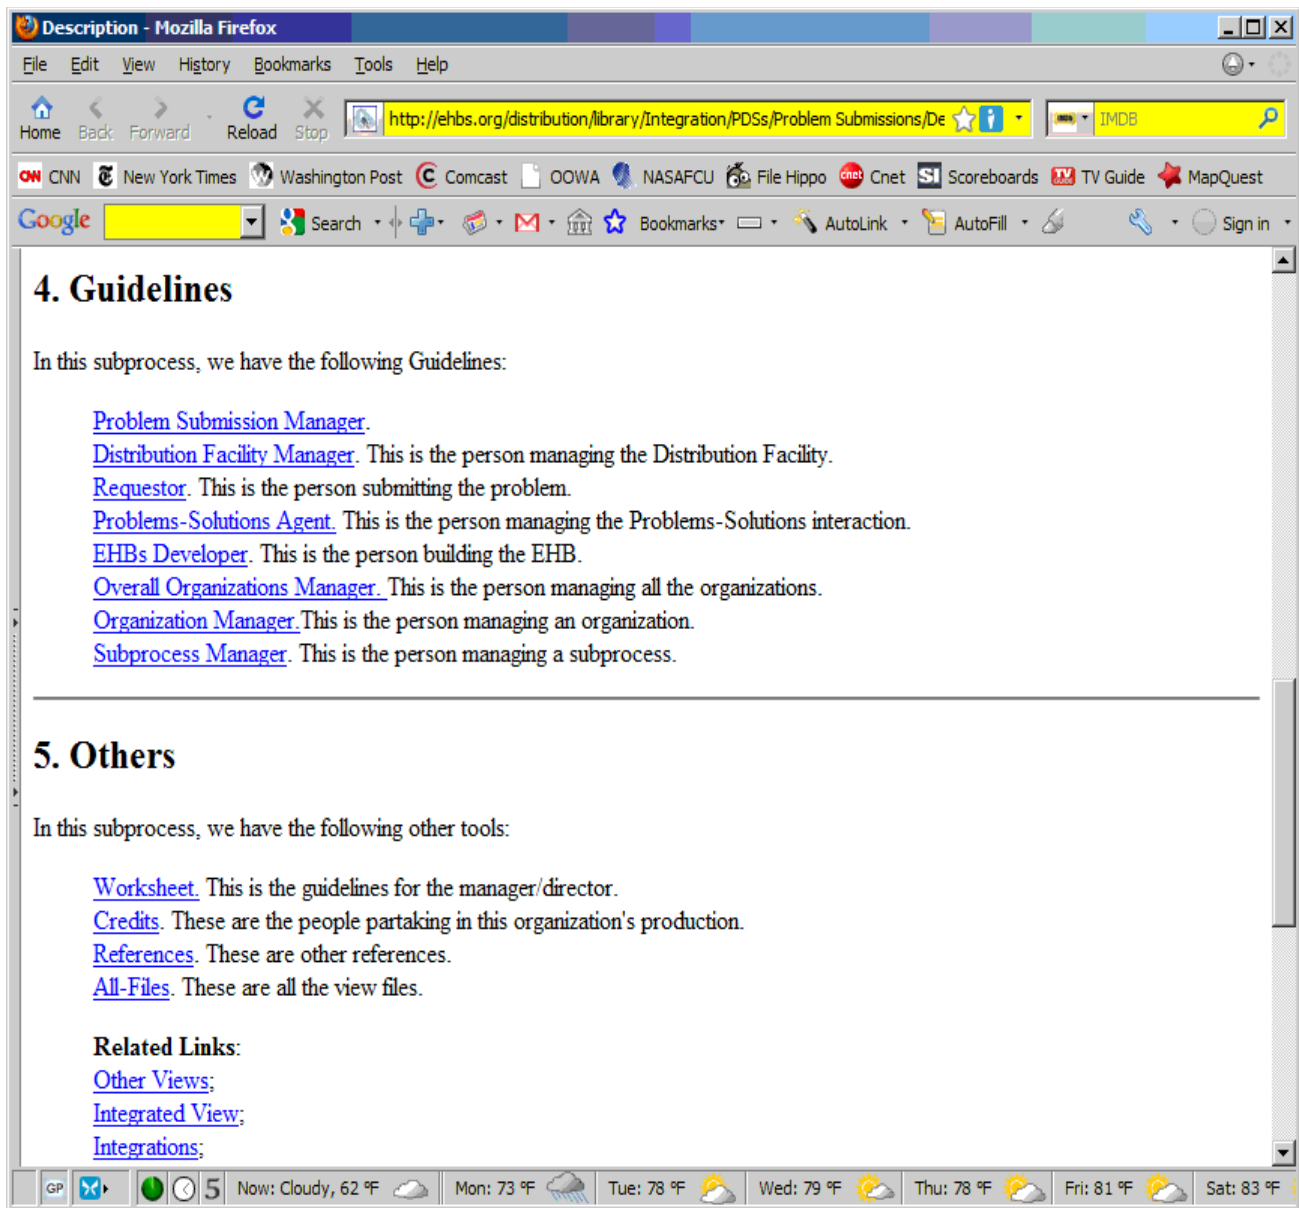 Description - Mozilla Firefox
File Edit View History Bookmarks Tools Help
Home Back Forward Reload Stop http://ehbs.org/distribution/library/Integration/PDSs/Problem Submissions/De IMDB
CNN New York Times Washington Post Comcast OOWA NASAFCU File Hippo cnet Cnet SI Scoreboards TV Guide MapQuest
Google Search Bookmarks AutoLink AutoFill Sign in
4. Guidelines
In this subprocess, we have the following Guidelines:
Problem Submission Manager.
Distribution Facility Manager. This is the person managing the Distribution Facility.
Requestor. This is the person submitting the problem.
Problems-Solutions Agent. This is the person managing the Problems-Solutions interaction.
EHBs Developer. This is the person building the EHB.
Overall Organizations Manager. This is the person managing all the organizations.
Organization Manager.This is the person managing an organization.
Subprocess Manager. This is the person managing a subprocess.
5. Others
In this subprocess, we have the following other tools:
Worksheet. This is the guidelines for the manager/director.
Credits. These are the people partaking in this organization's production.
References. These are other references.
All-Files. These are all the view files.
Related Links:
Other Views;
Integrated View;
Integrations;
GP 5 Now: Cloudy, 62 °F Mon: 73 °F Tue: 78 °F Wed: 79 °F Thu: 78 °F Fri: 81 °F Sat: 83 °F